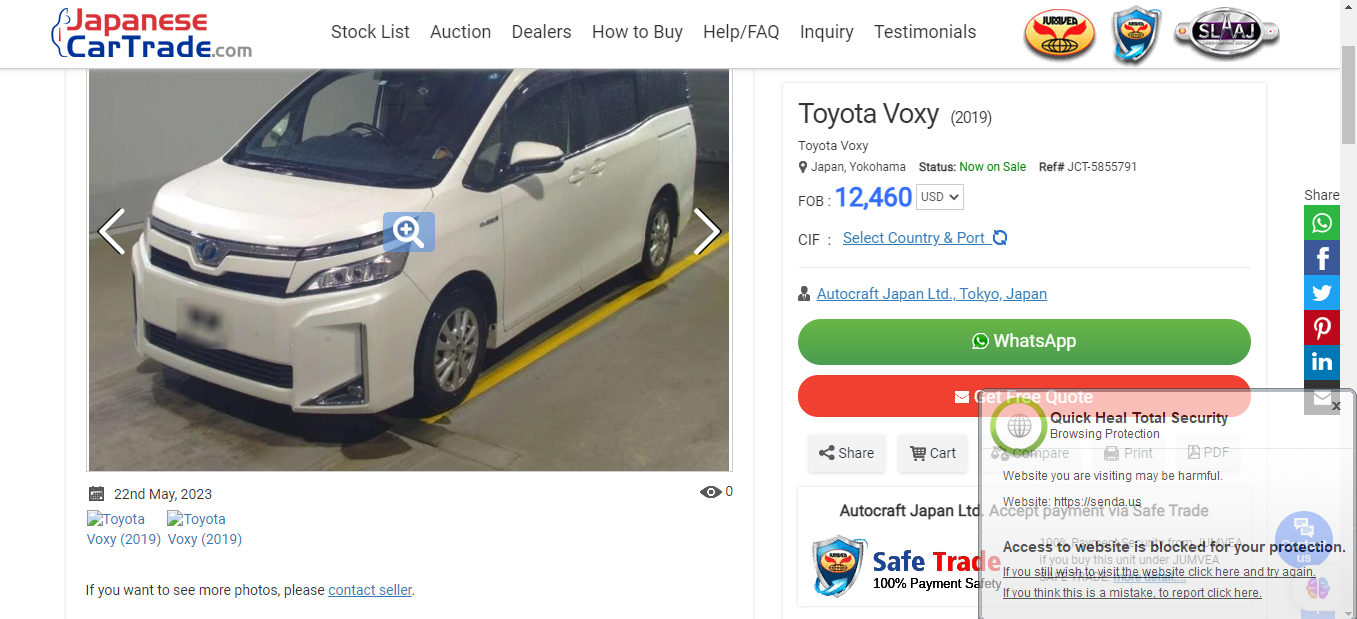 Japanese
CarTrade.com
Stock List Auction Dealers How to Buy Help/FAQ Inquiry Testimonials
JUMVEA
SLAAJ
Toyota Voxy (2019)
Toyota Voxy
Japan, Yokohama Status: Now on Sale Ref# JCT-5855791
FOB : 12,460 USD
CIF : Select Country & Port
Autocraft Japan Ltd., Tokyo, Japan
WhatsApp
Get Free Quote
Share Cart Compare Print PDF
Autocraft Japan Ltd. Accept payment via Safe Trade
Safe Trade
100% Payment Safety
100% Payment Security from JUMVEA
if you buy this unit under JUMVEA
SAFE TRADE. more detail....
Share
22nd May, 2023
0
Toyota Toyota
Voxy (2019) Voxy (2019)
If you want to see more photos, please contact seller.
x
Quick Heal Total Security
Browsing Protection
Website you are visiting may be harmful.
Website: https://senda.us
Access to website is blocked for your protection.
If you still wish to visit the website click here and try again.
If you think this is a mistake, to report click here.
us